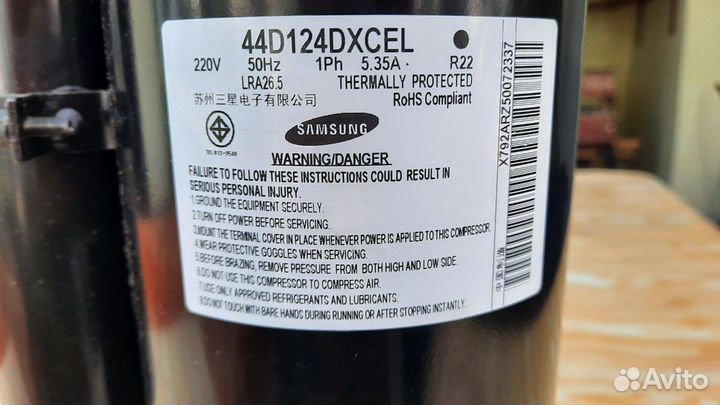 44D124DXCEL
220V 50Hz 1Ph 5.35A R22
LRA26.5 THERMALLY PROTECTED
苏州三星电子有限公司 RoHS Compliant
SAMSUNG
WARNING/DANGER
FAILURE TO FOLLOW THESE INSTRUCTIONS COULD RESULT IN
SERIOUS PERSONAL INJURY.
1.GROUND THE EQUIPMENT SECURELY.
2.TURN OFF POWER BEFORE SERVICING.
3.MOUNT THE TERMINAL COVER IN PLACE WHENEVER POWER IS APPLIED TO THIS COMPRESSOR.
4.WEAR PROTECTIVE GOGGLES WHEN SERVICING.
5.BEFORE BRAZING, REMOVE PRESSURE FROM BOTH HIGH AND LOW SIDE.
6.DO NOT USE THIS COMPRESSOR TO COMPRESS AIR.
7.USE ONLY APPROVED REFRIGERANTS AND LUBRICANTS.
8.DO NOT TOUCH WITH BARE HANDS DURING RUNNING OR AFTER STOPPING INSTANTLY.
X792ARZ50072337
中国制造
Avito